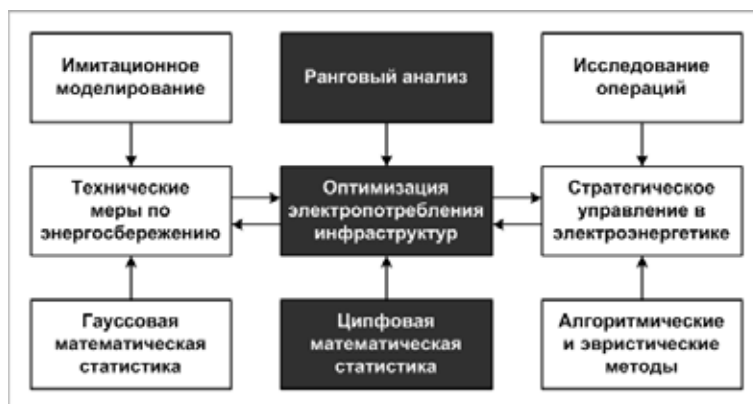 Имитационное
моделирование
Ранговый анализ
Исследование
операций
Технические
меры по
энергосбережению
Оптимизация
электропотребления
инфраструктур
Стратегическое
управление в
электроэнергетике
Гауссовая
математическая
статистика
Ципфовая
математическая
статистика
Алгоритмические
и эвристические
методы